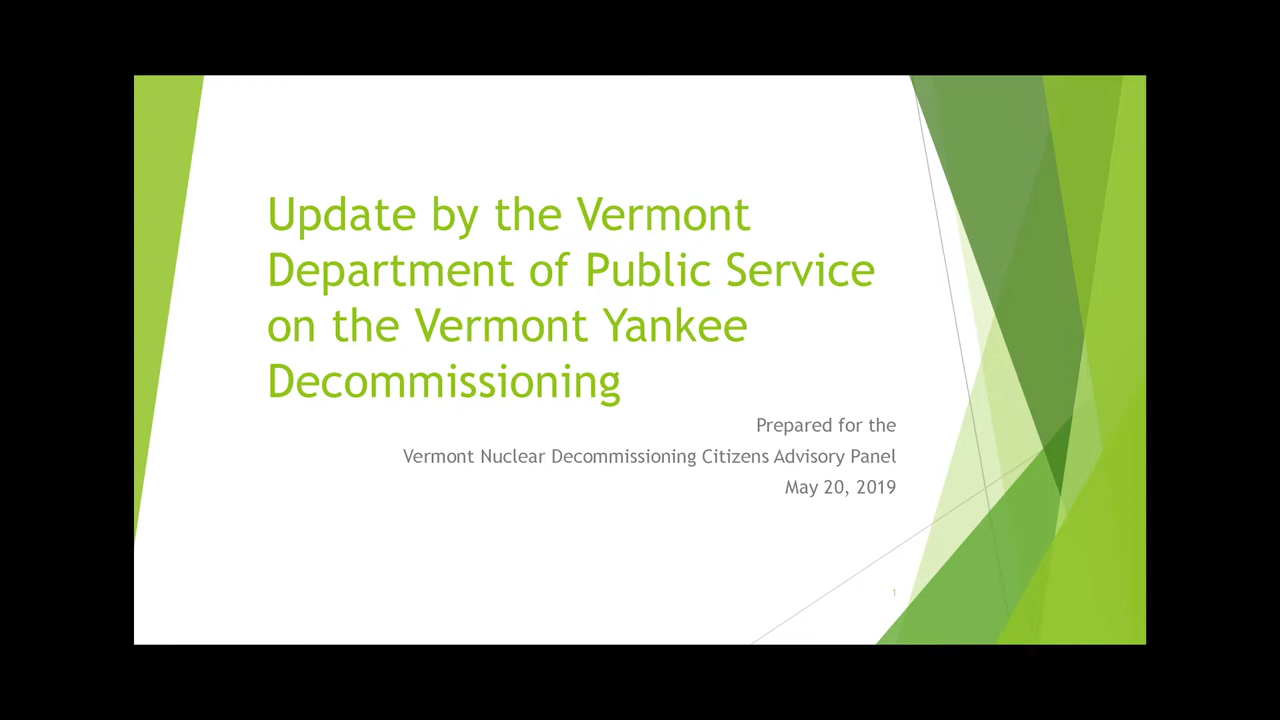 Update by the Vermont
Department of Public Service
on the Vermont Yankee
Decommissioning
Prepared for the
Vermont Nuclear Decommissioning Citizens Advisory Panel
May 20, 2019
1